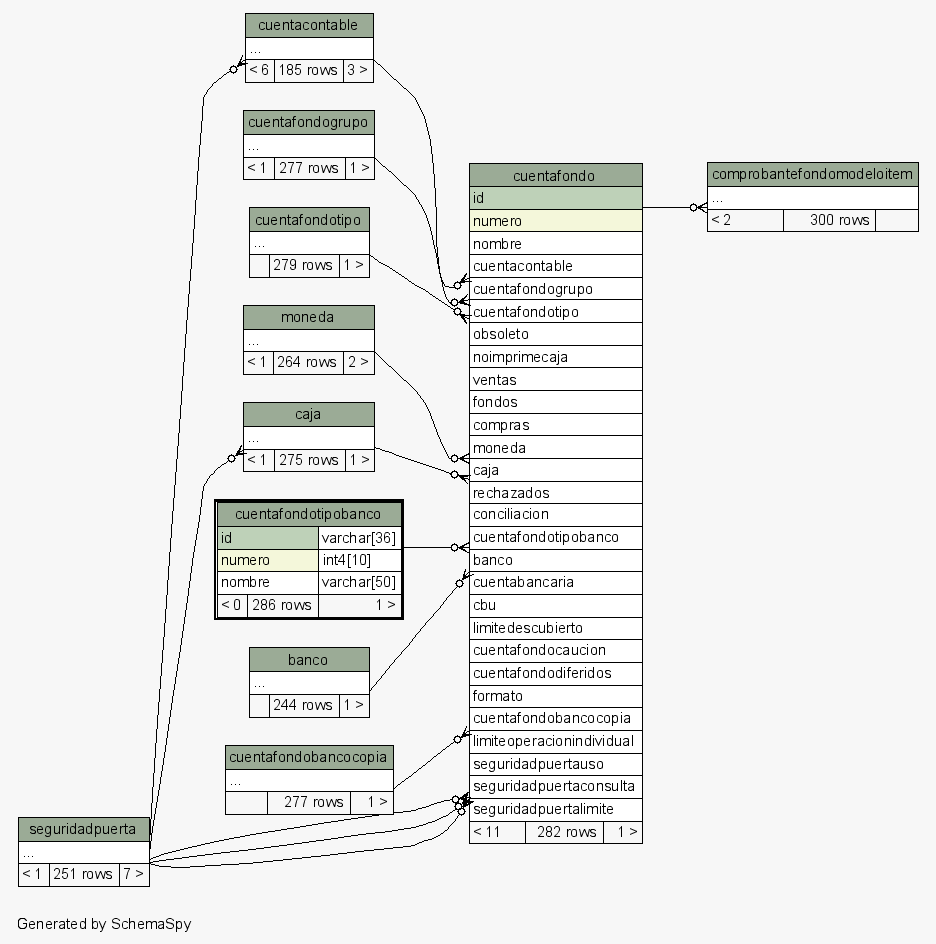 cuentacontable
...
< 6 185 rows 3 >
cuentafondogrupo
...
< 1 277 rows 1 >
cuentafondotipo
...
279 rows 1 >
moneda
...
< 1 264 rows 2 >
caja
...
< 1 275 rows 1 >
cuentafondotipobanco
id varchar[36]
numero int4[10]
nombre varchar[50]
< 0 286 rows 1 >
banco
...
244 rows 1 >
cuentafondobancocopia
...
277 rows 1 >
seguridadpuerta
...
< 1 251 rows 7 >
cuentafondo
id
numero
nombre
cuentacontable
cuentafondogrupo
cuentafondotipo
obsoleto
noimprimecaja
ventas
fondos
compras
moneda
caja
rechazados
conciliacion
cuentafondotipobanco
banco
cuentabancaria
cbu
limitedescubierto
cuentafondocaucion
cuentafondodiferidos
formato
cuentafondobancocopia
limiteoperacionindividual
seguridadpuertauso
seguridadpuertaconsulta
seguridadpuertalimite
< 11 282 rows 1 >
comprobantefondomodeloitem
...
< 2 300 rows
Generated by SchemaSpy